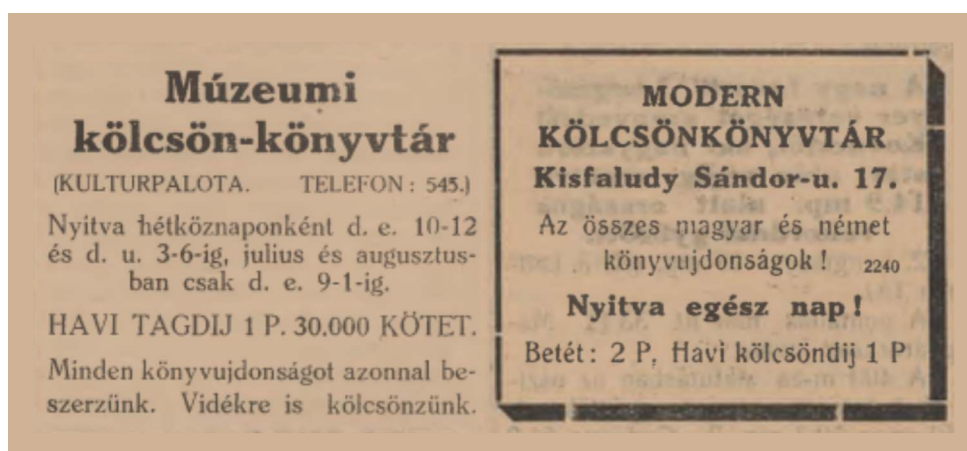 Múzeumi
kölcsön-könyvtár
(KULTURPALOTA. TELEFON: 545.)
Nyitva hétköznaponként d. e. 10-12
és d. u. 3-6-ig, julius és augusztus-
ban csak d. e. 9-1-ig.
HAVI TAGDIJ 1 P. 30.000 KÖTET.
Minden könyvujdonságot azonnal be-
szerzünk. Vidékre is kölcsönzünk.
MODERN
KÖLCSÖNKÖNYVTÁR
Kisfaludy Sándor-u. 17.
Az összes magyar és német
könyvujdonságok! 2240
Nyitva egész nap!
Betét: 2 P. Havi kölcsöndij 1 P